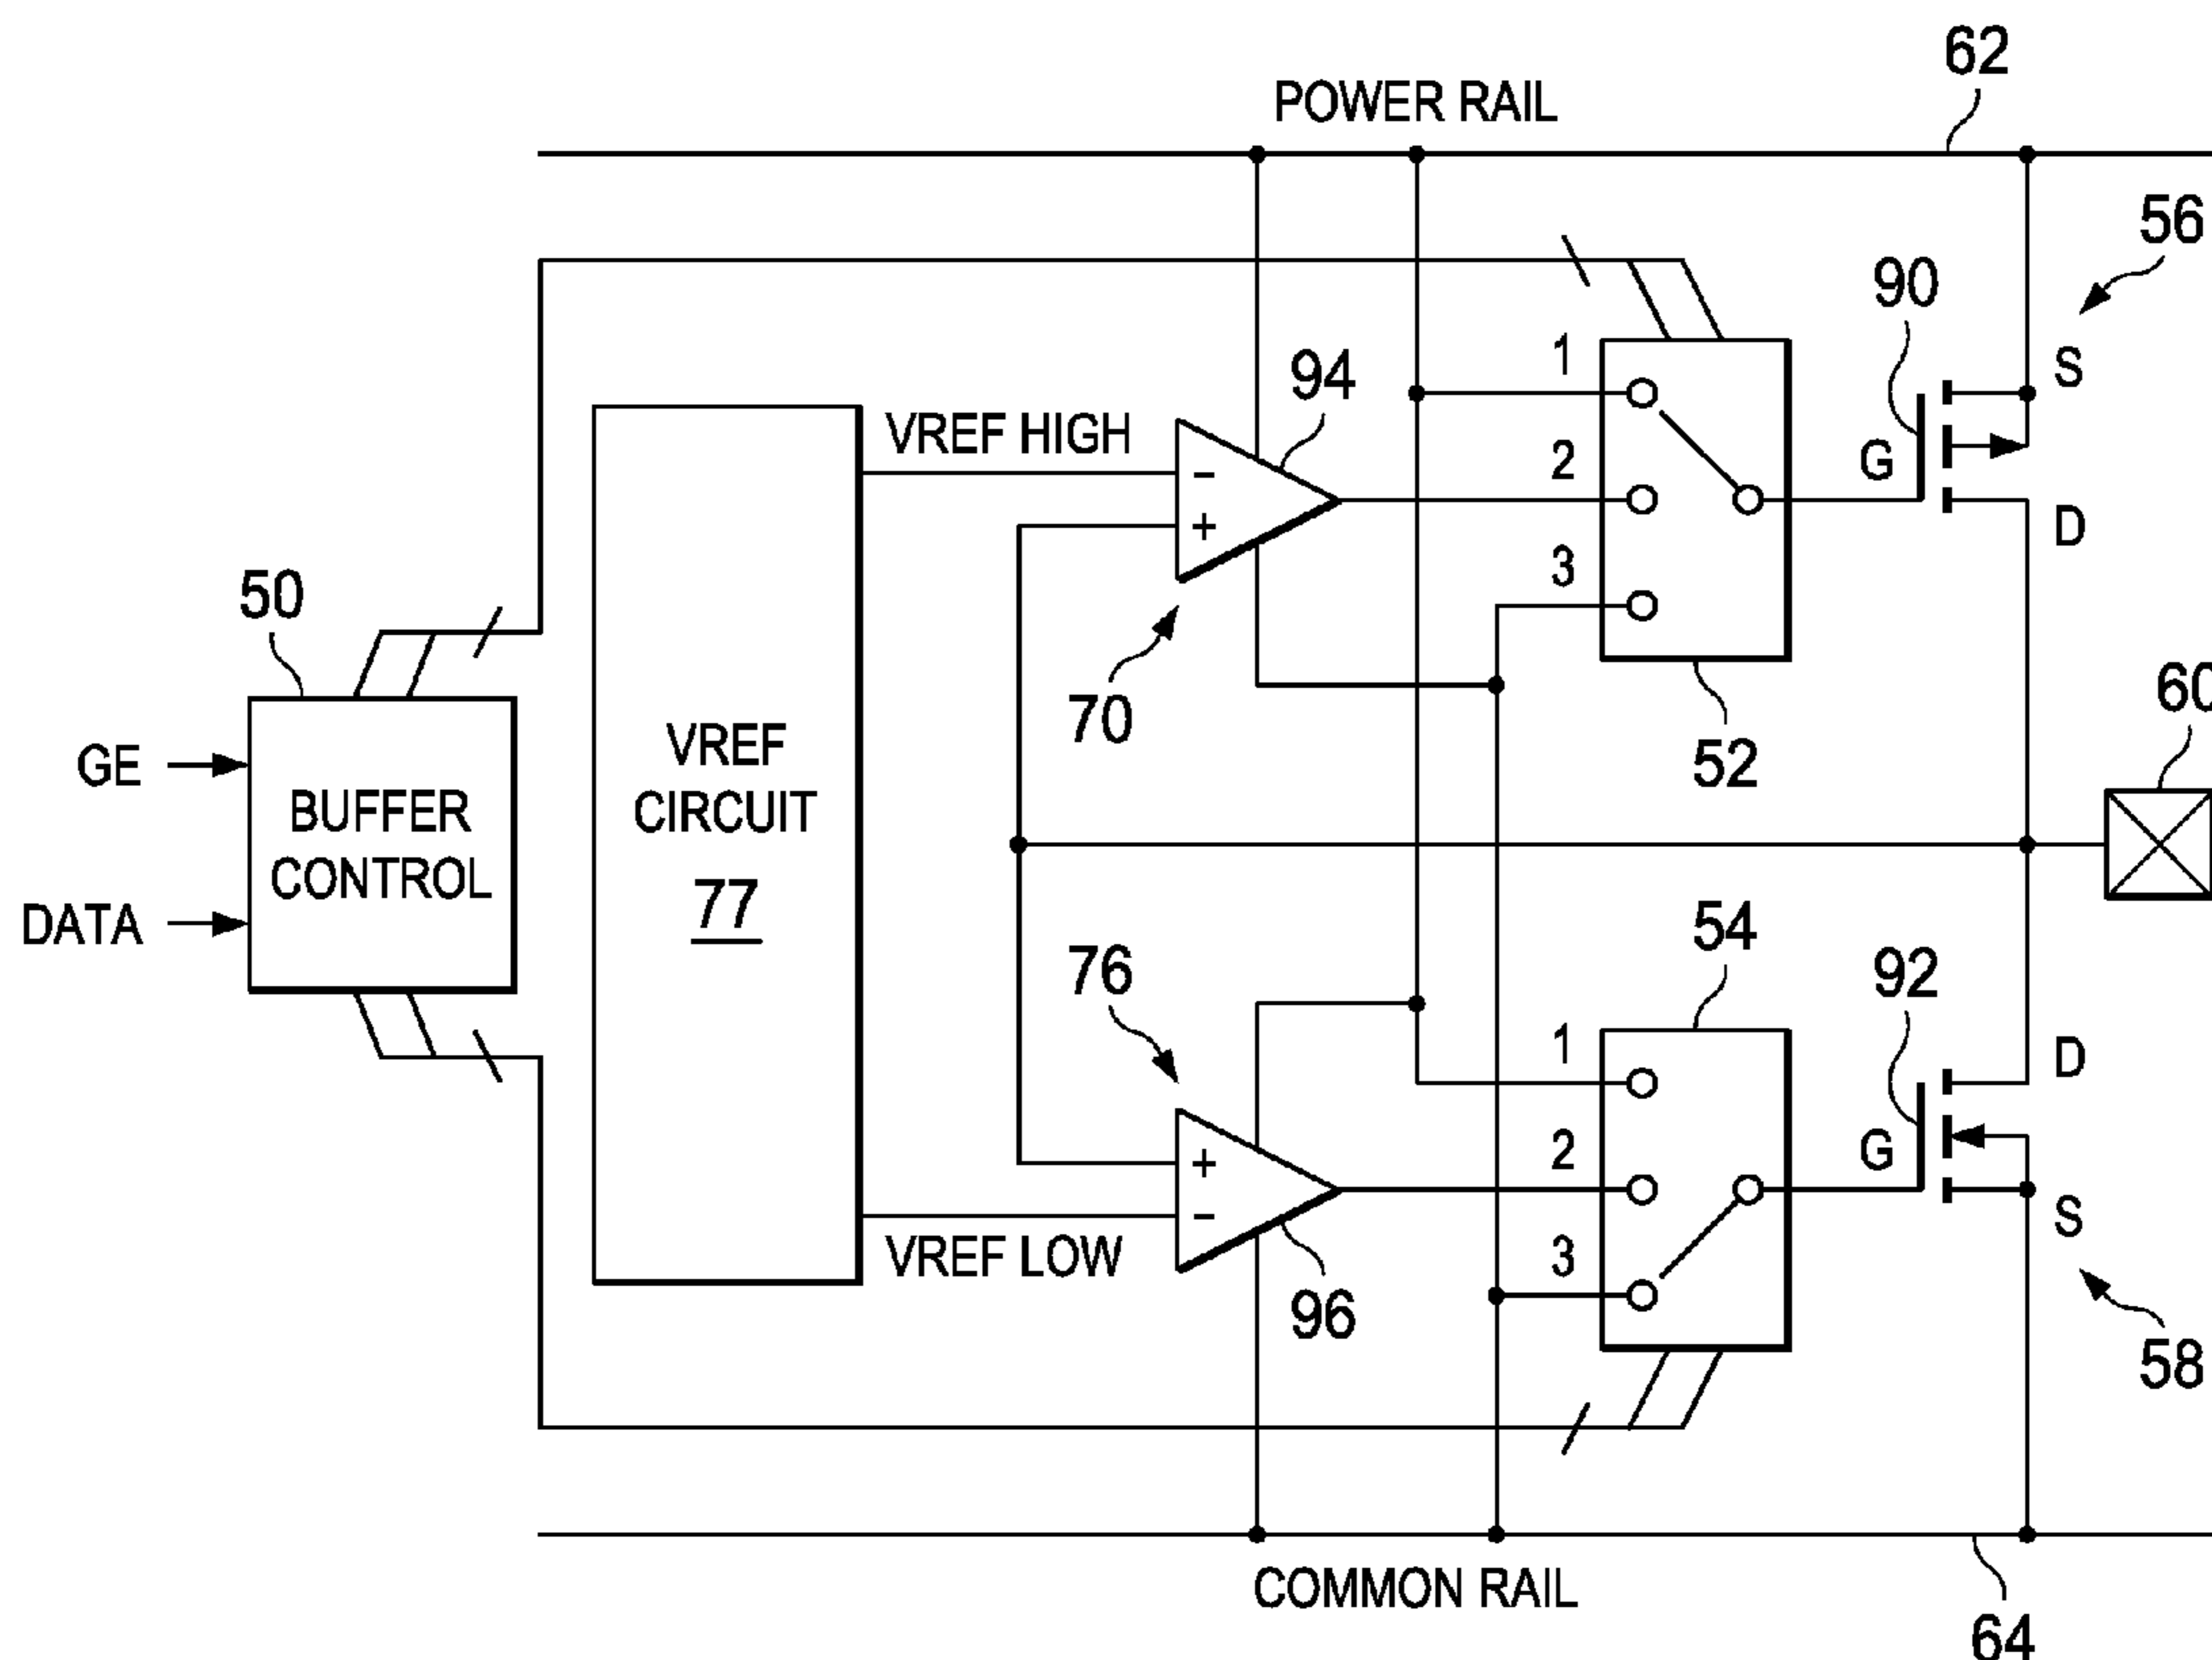 62
POWER RAIL
56
90
94
1
S
VREF HIGH
2
G
−
+
D
3
50
70
60
VREF
CIRCUIT
77
52
GE
BUFFER
CONTROL
DATA
54
76
92
1
D
2
G
+
−
S
VREF LOW
3
96
58
COMMON RAIL
64